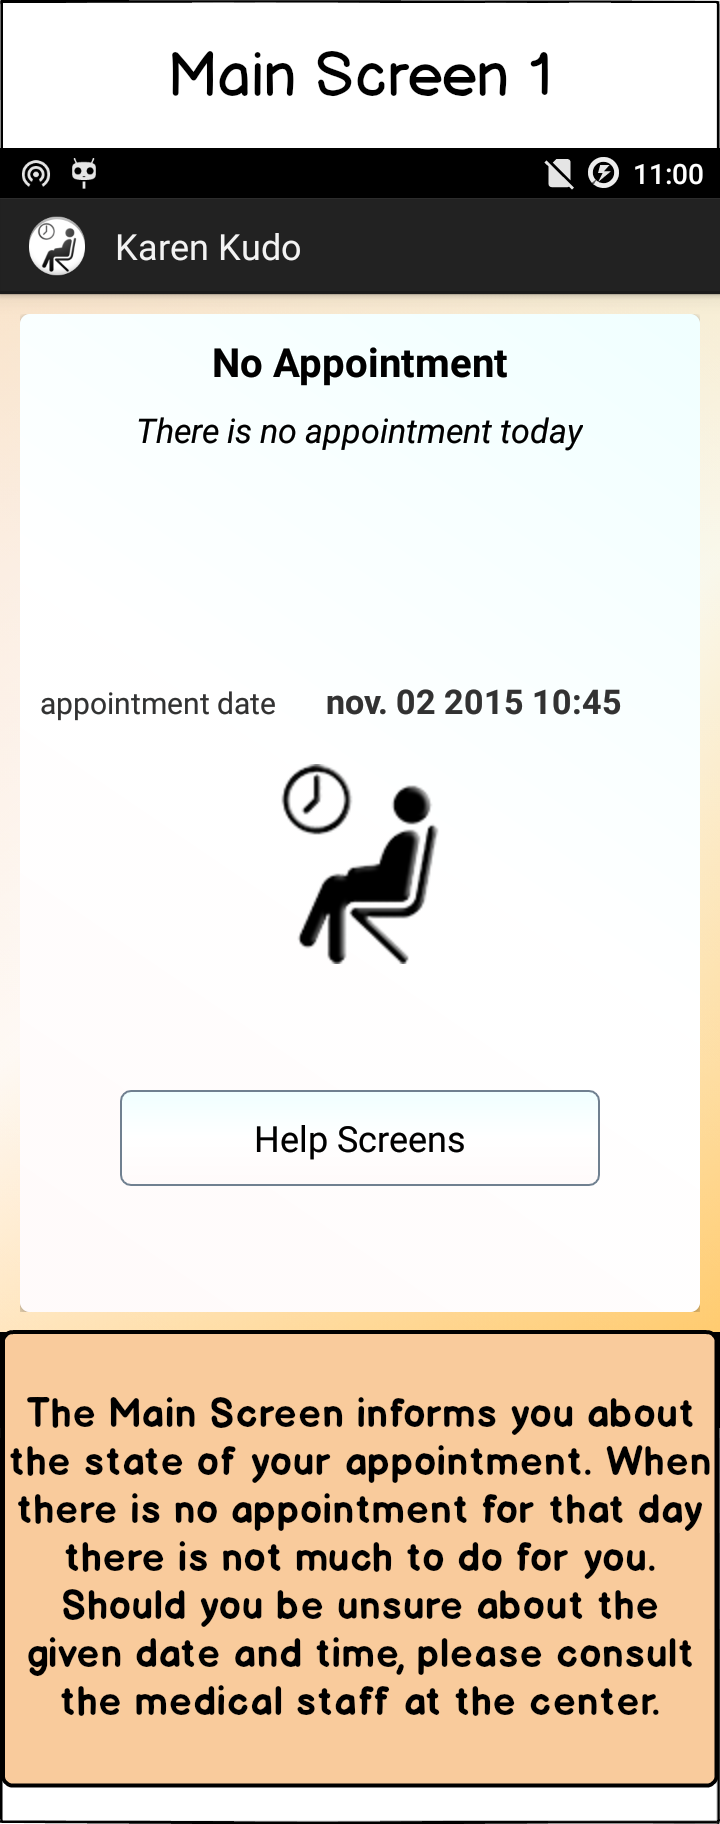 Main Screen 1
11:00
Karen Kudo
No Appointment
There is no appointment today
appointment date nov. 02 2015 10:45
Help Screens
The Main Screen informs you about
the state of your appointment. When
there is no appointment for that day
there is not much to do for you.
Should you be unsure about the
given date and time, please consult
the medical staff at the center.